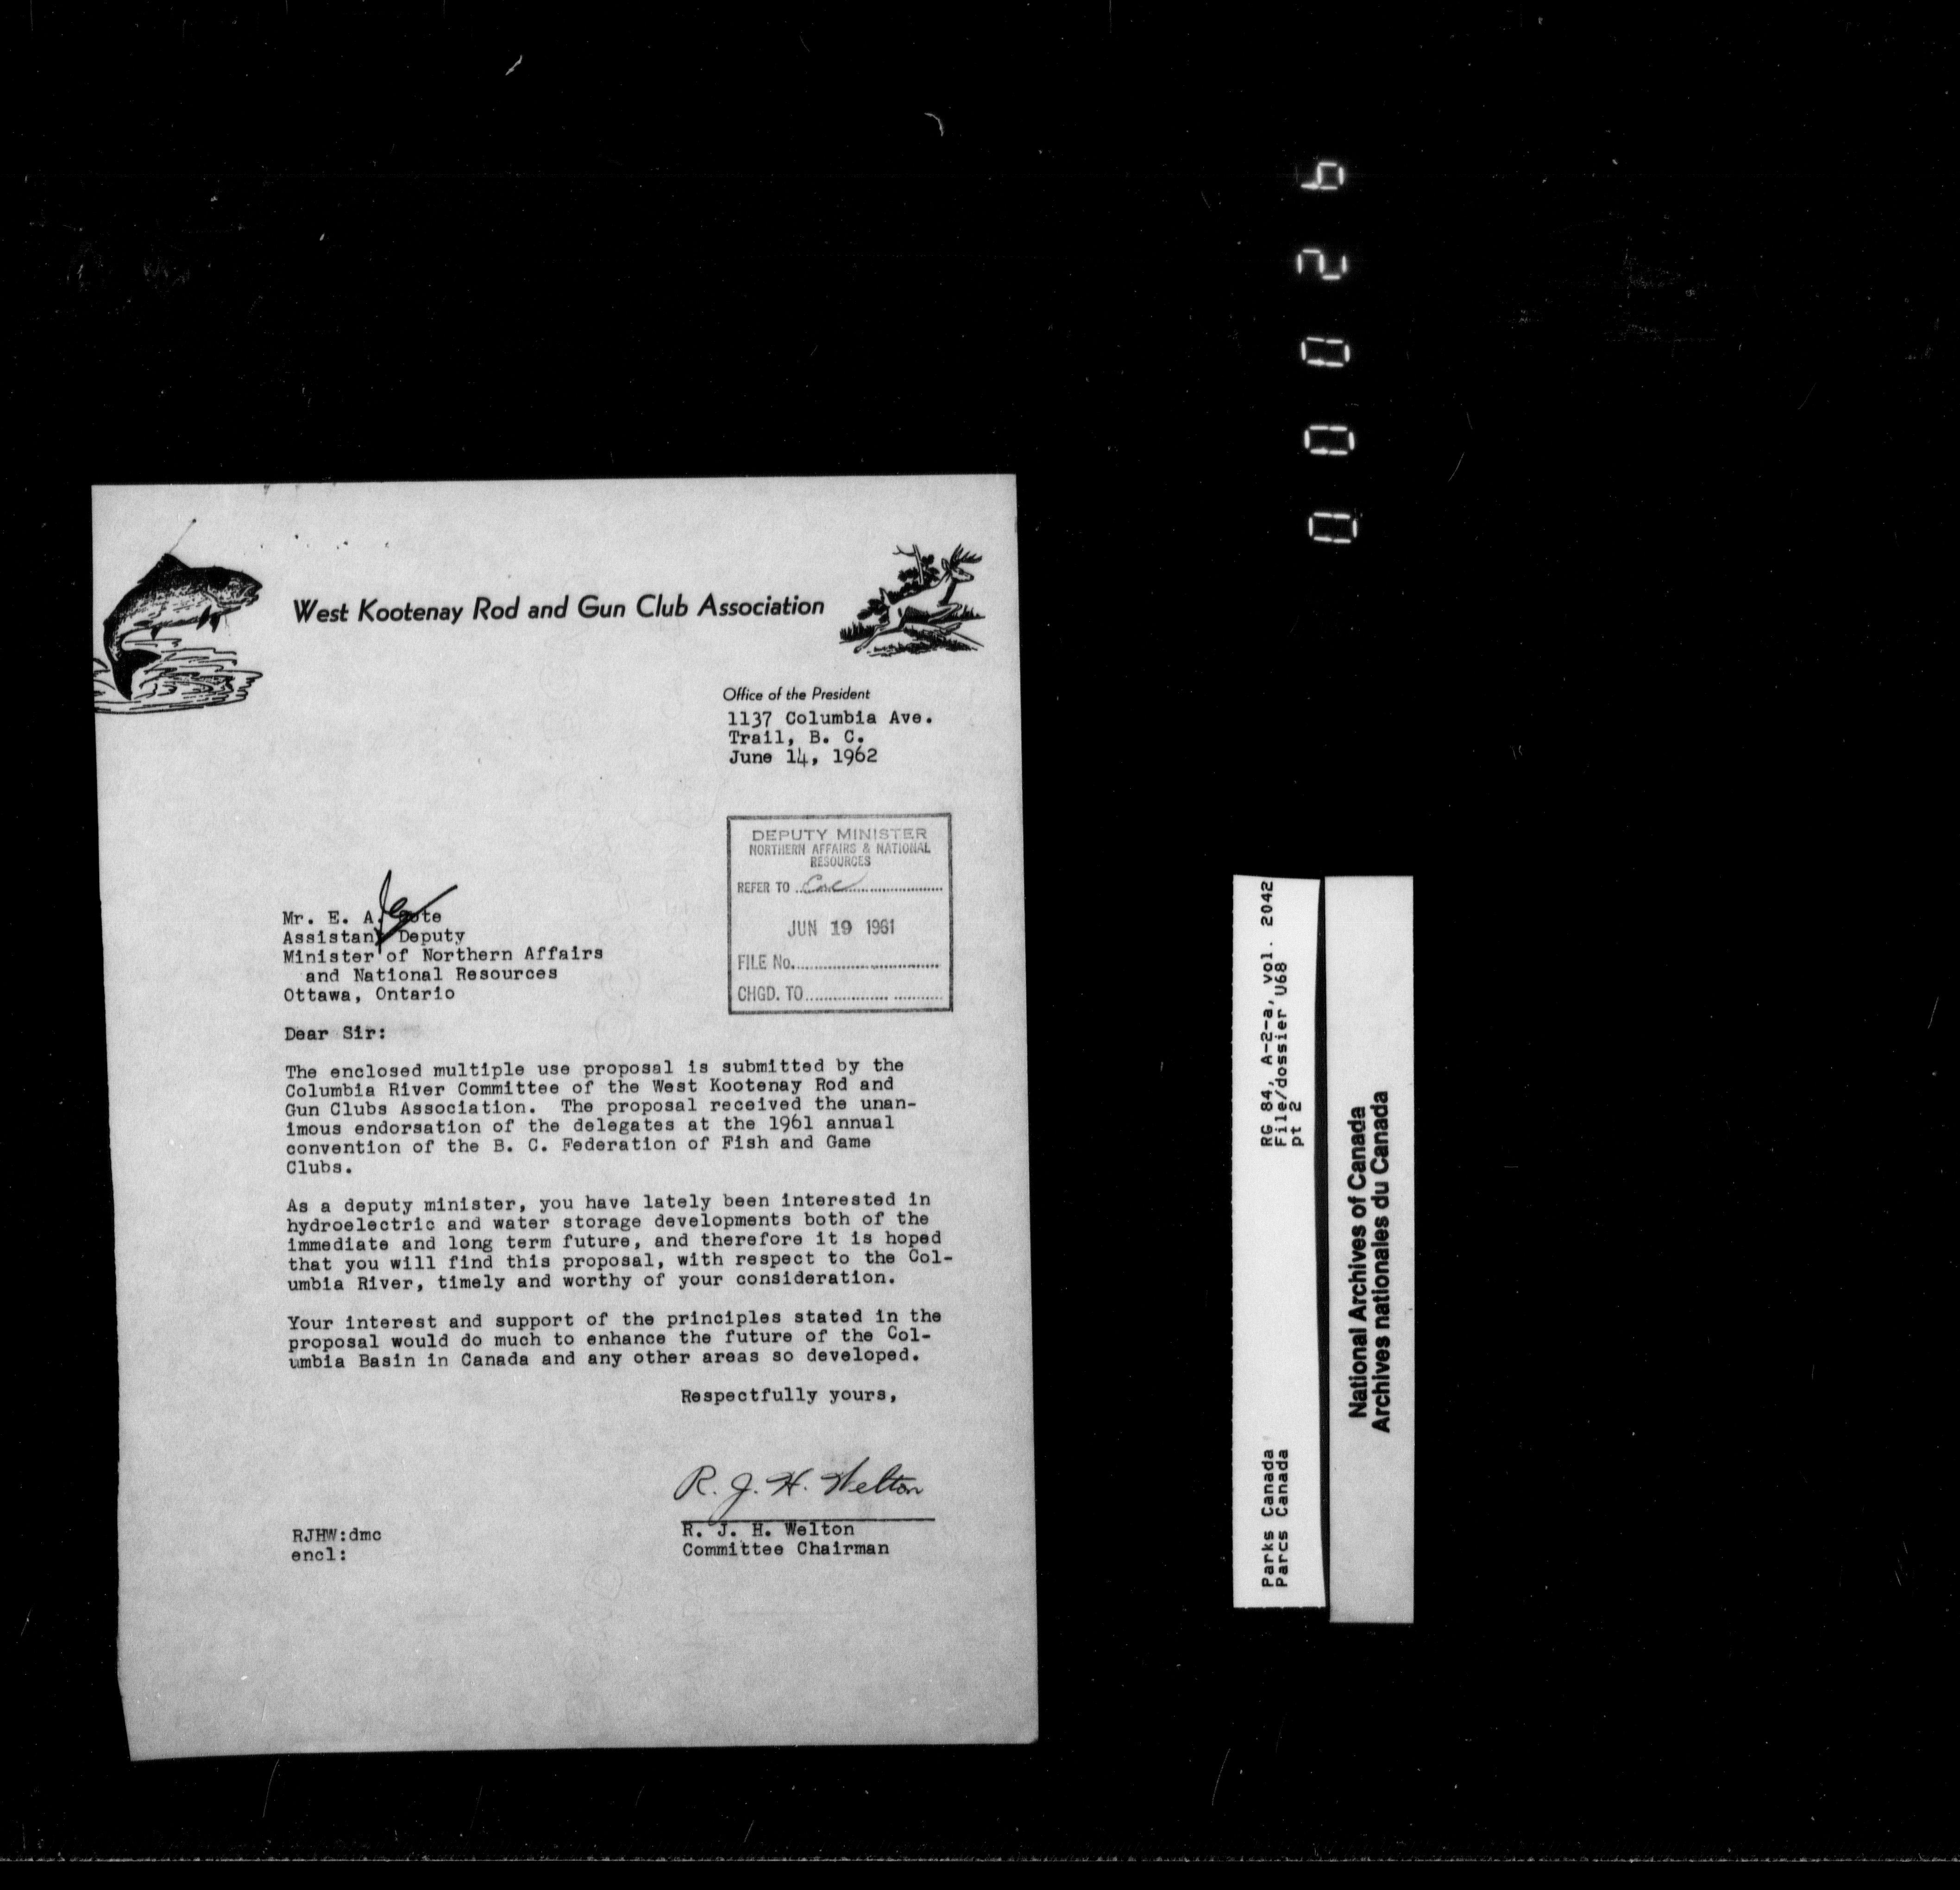 West Kootenay Rod and Gun Club Association
Office of the President
1137 Columbia Ave.
Trail, B. C.
June 14, 1962
DEPUTY MINISTER
NORTHERN AFFAIRS & NATIONAL
RESOURCES
REFER TO
JUN 19 1961
FILE No.
CHGD. TO
Mr. E. A. Cote
Assistant Deputy
Minister of Northern Affairs
and National Resources
Ottawa, Ontario
Dear Sir:
The enclosed multiple use proposal is submitted by the
Columbia River Committee of the West Kootenay Rod and
Gun Clubs Association. The proposal received the unan-
imous endorsation of the delegates at the 1961 annual
convention of the B. C. Federation of Fish and Game
Clubs.
As a deputy minister, you have lately been interested in
hydroelectric and water storage developments both of the
immediate and long term future, and therefore it is hoped
that you will find this proposal, with respect to the Col-
umbia River, timely and worthy of your consideration.
Your interest and support of the principles stated in the
proposal would do much to enhance the future of the Col-
umbia Basin in Canada and any other areas so developed.
Respectfully yours,
R. J. H. Welton
R. J. H. Welton
Committee Chairman
RJHW:dmc
encl:
00026
Parks Canada
Parcs Canada
RG 84, A-2-a, vol. 2042
File/dossier U68
pt 2
National Archives of Canada
Archives nationales du Canada